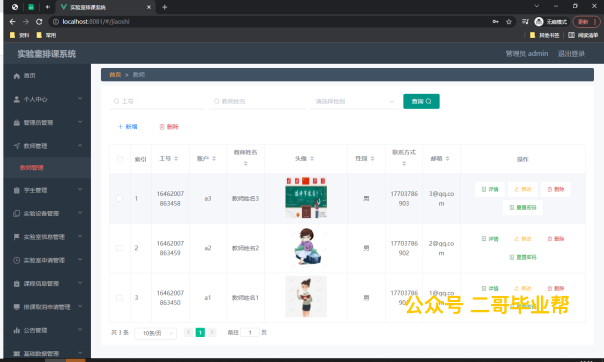 实验室排课系统
localhost:8081/#/jiaoshi
无痕模式
更新
资料
常用
其他书签
阅读清单
实验室排课系统
管理员 admin
退出登录
首页
个人中心
管理员管理
教师管理
教师管理
学生管理
实验设备管理
实验室信息管理
实验室申请管理
课程信息管理
排课取消申请管理
公告管理
基础数据管理
首页 > 教师
工号
教师姓名
请选择性别
查询
+ 新增
删除
索引 工号 账户 教师姓名 头像 性别 联系方式 邮箱 操作
1 16462007863458 a3 教师姓名3 男 17703786903 3@qq.com 详情 修改 删除 重置密码
2 16462007863459 a2 教师姓名2 男 17703786902 2@qq.com 详情 修改 删除 重置密码
3 16462007863450 a1 教师姓名1 男 17703786901 1@qq.com 详情 修改 删除
共 3 条 10条/页 1 前往 1 页
公众号 二哥毕业帮